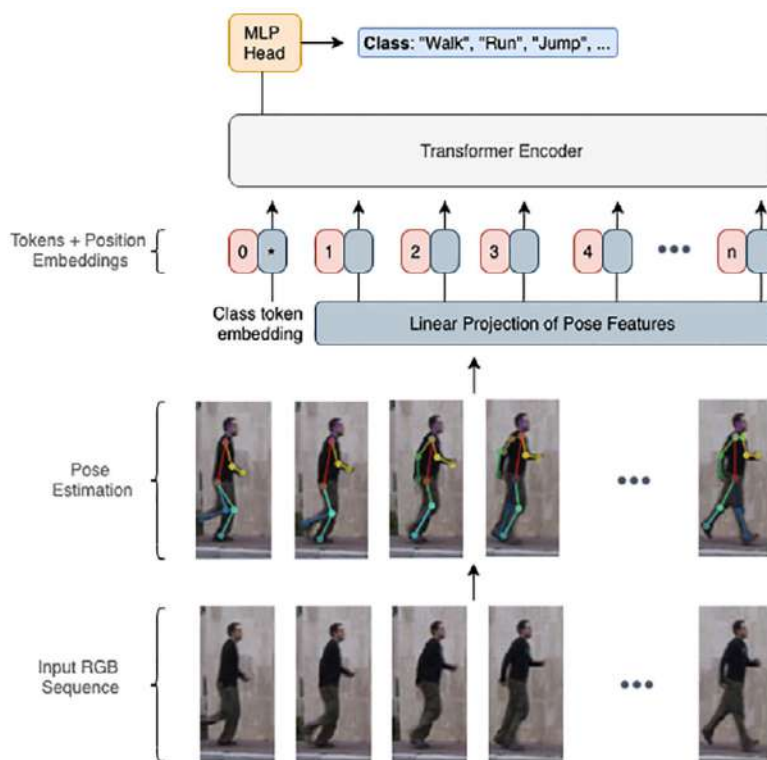 MLP
Head
Class: "Walk", "Run", "Jump", ...
Transformer Encoder
Tokens + Position
Embeddings
0 * 1 2 3 4 n
Class token
embedding
Linear Projection of Pose Features
Pose
Estimation
Input RGB
Sequence